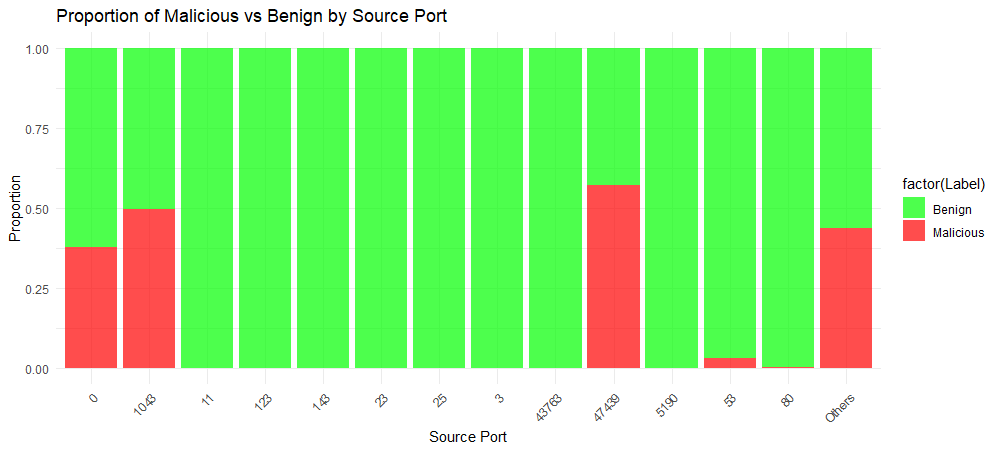 Proportion of Malicious vs Benign by Source Port
1.00
0.75
0.50
0.25
0.00
Proportion
0 1043 11 123 143 23 25 3 43763 47439 5190 53 80 Others
Source Port
factor(Label)
Benign
Malicious